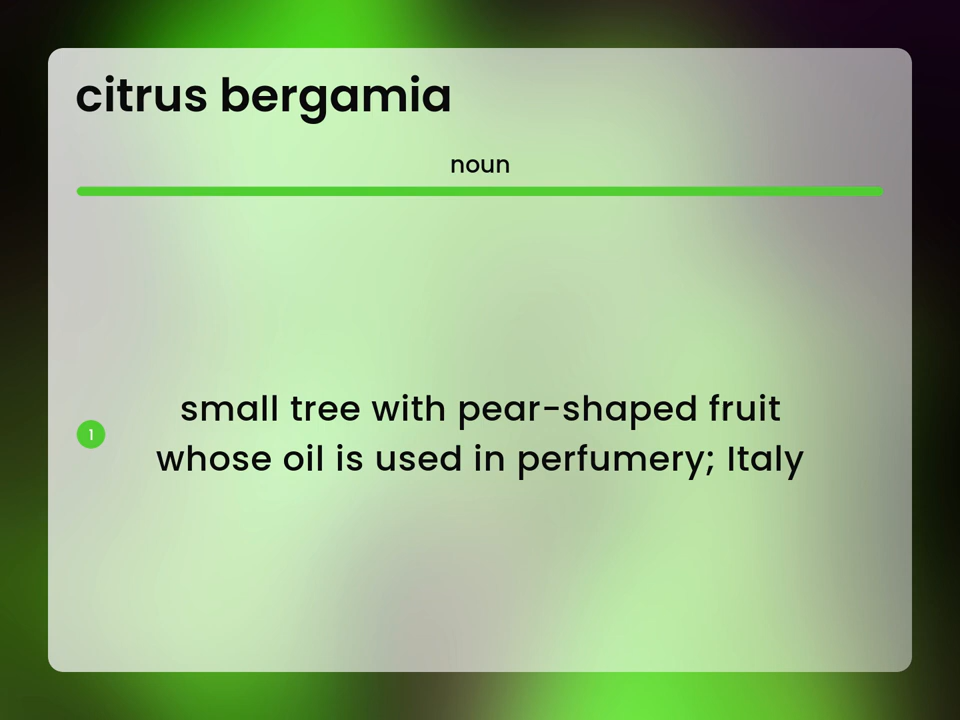 citrus bergamia
noun
1
small tree with pear-shaped fruit
whose oil is used in perfumery; Italy